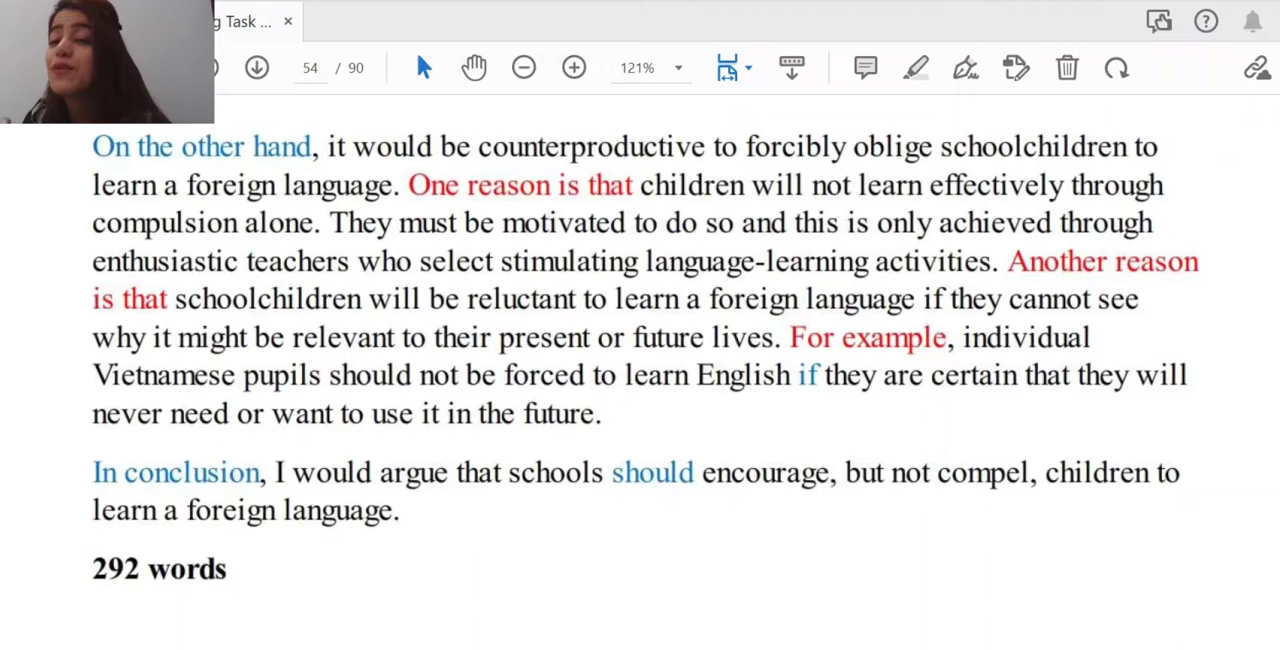 g Task ...
54 / 90
121%
On the other hand, it would be counterproductive to forcibly oblige schoolchildren to
learn a foreign language. One reason is that children will not learn effectively through
compulsion alone. They must be motivated to do so and this is only achieved through
enthusiastic teachers who select stimulating language-learning activities. Another reason
is that schoolchildren will be reluctant to learn a foreign language if they cannot see
why it might be relevant to their present or future lives. For example, individual
Vietnamese pupils should not be forced to learn English if they are certain that they will
never need or want to use it in the future.
In conclusion, I would argue that schools should encourage, but not compel, children to
learn a foreign language.
292 words